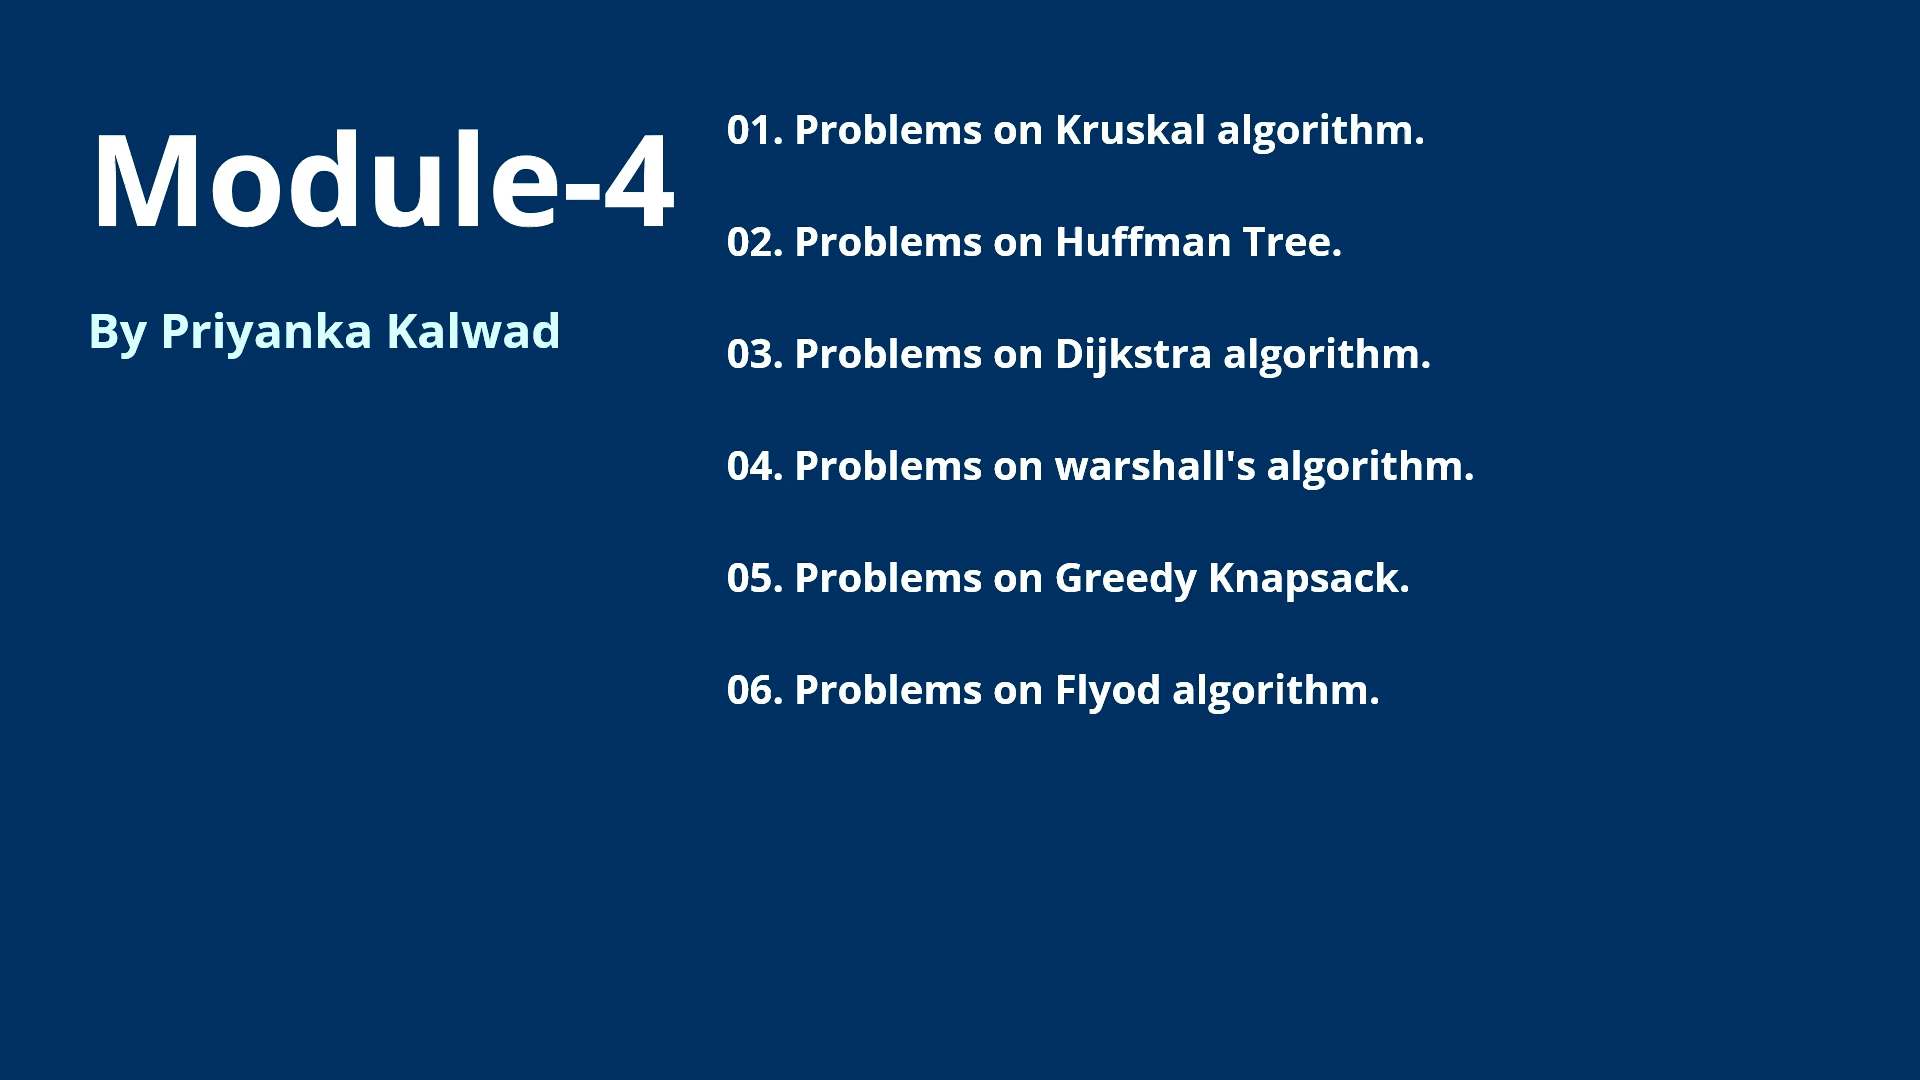 Module-4
By Priyanka Kalwad
01. Problems on Kruskal algorithm.
02. Problems on Huffman Tree.
03. Problems on Dijkstra algorithm.
04. Problems on warshall's algorithm.
05. Problems on Greedy Knapsack.
06. Problems on Flyod algorithm.